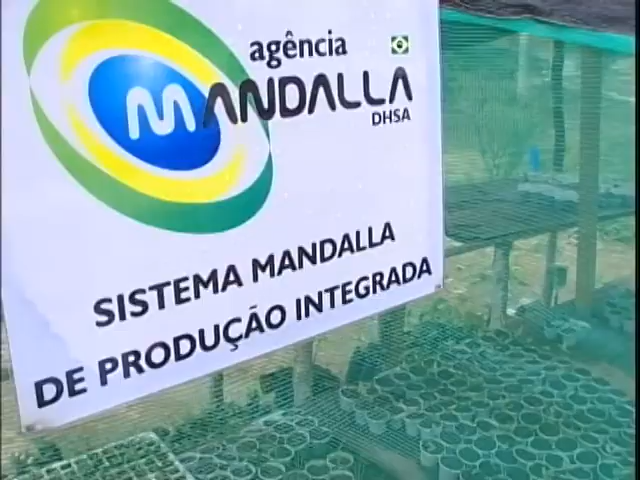 agência
MANDALLA
DHSA
SISTEMA MANDALLA
DE PRODUÇÃO INTEGRADA